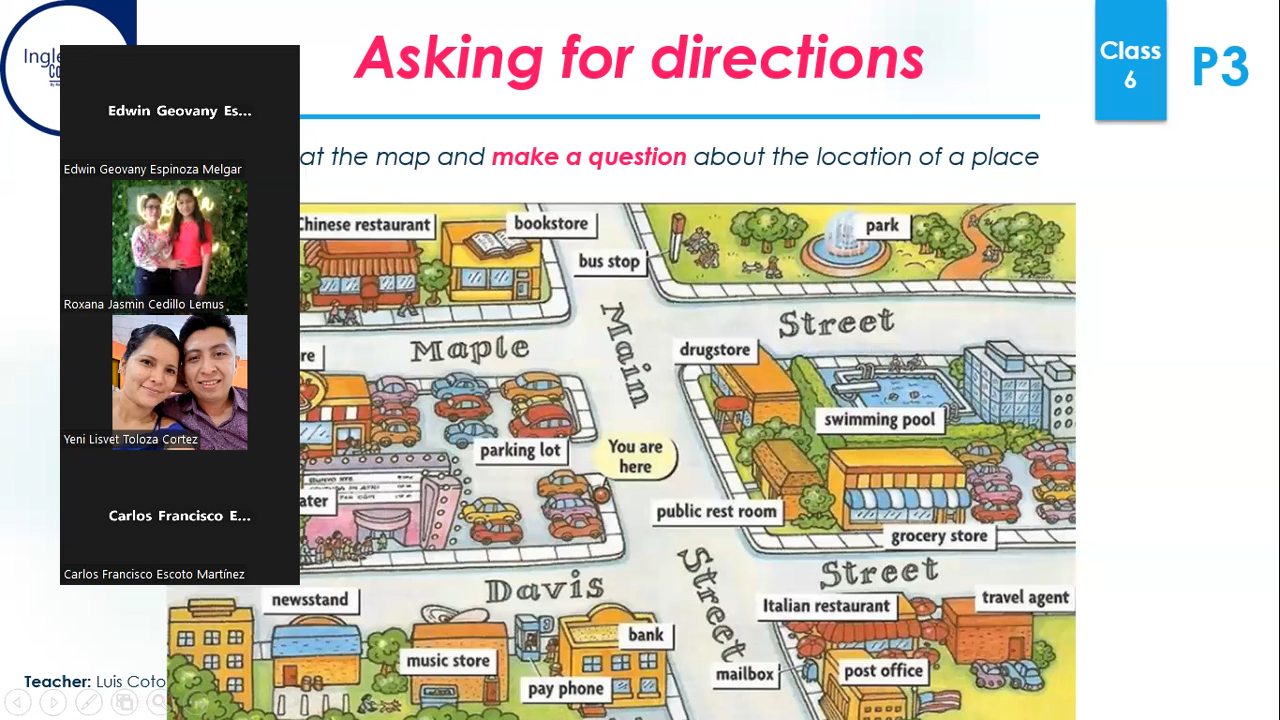 Asking for directions
Class
6
P3
Ingle
Co
Edwin Geovany Es...
Edwin Geovany Espinoza Melgar
at the map and make a question about the location of a place
Roxana Jasmin Cedillo Lemus
Yeni Lisvet Toloza Cortez
Carlos Francisco E...
Carlos Francisco Escoto Martínez
Chinese restaurant
bookstore
bus stop
park
Maple
Main
Street
re
drugstore
swimming pool
parking lot
You are
here
ater
public rest room
grocery store
Davis
Street
Street
newsstand
Italian restaurant
travel agent
bank
music store
mailbox
post office
pay phone
Teacher: Luis Coto